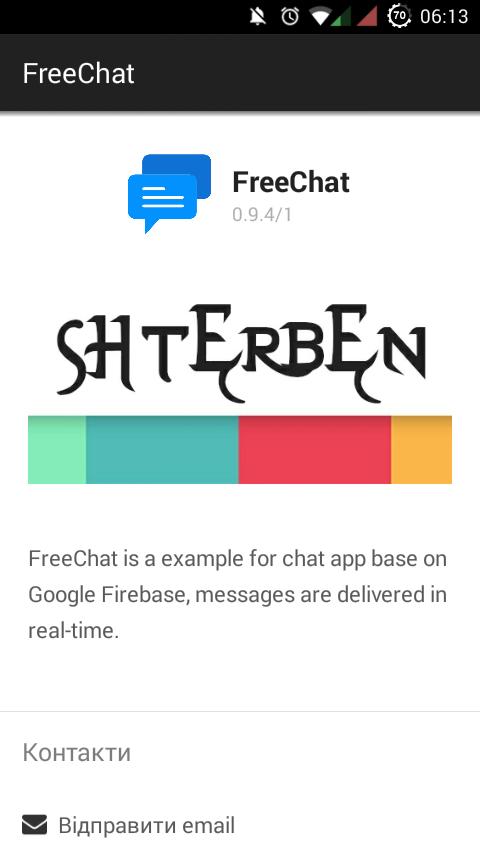 70 06:13
FreeChat
FreeChat
0.9.4/1
SHTERBEN
FreeChat is a example for chat app base on
Google Firebase, messages are delivered in
real-time.
Контакти
Відправити email